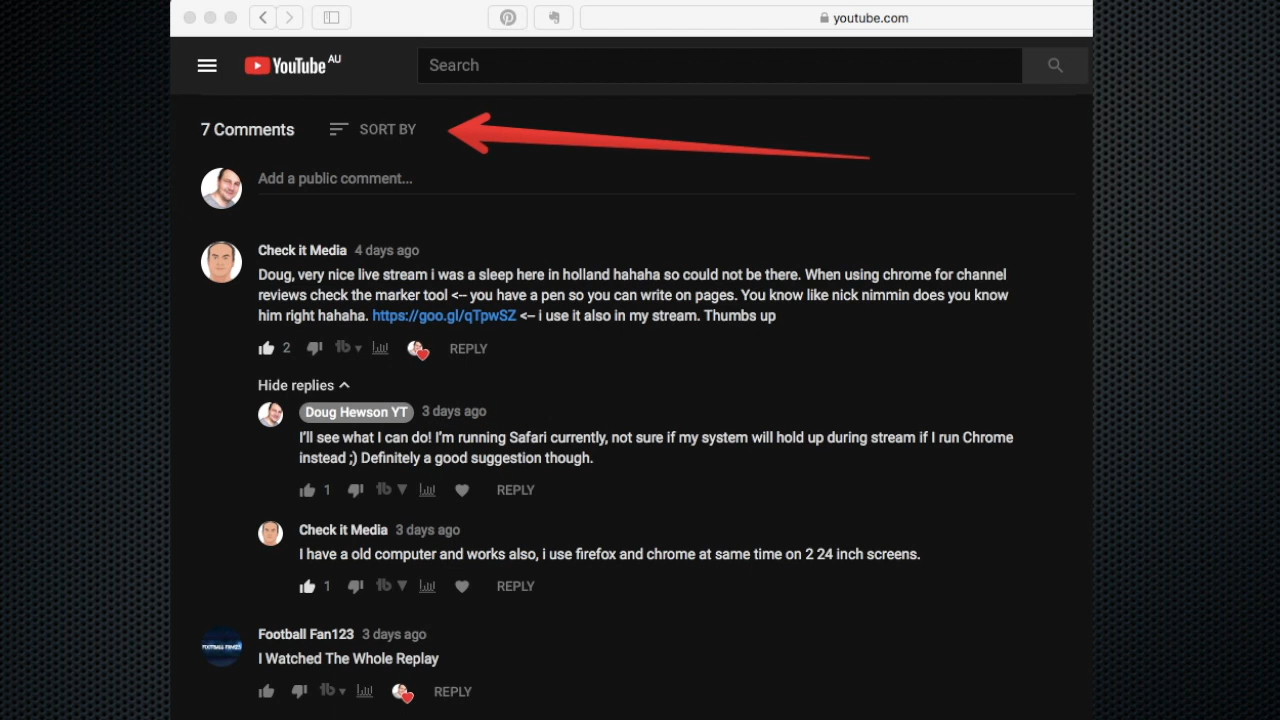 youtube.com
YouTube AU
Search
7 Comments SORT BY
Add a public comment...
Check it Media 4 days ago
Doug, very nice live stream i was a sleep here in holland hahaha so could not be there. When using chrome for channel
reviews check the marker tool <-- you have a pen so you can write on pages. You know like nick nimmin does you know
him right hahaha. https://goo.gl/qTpwSZ <-- i use it also in my stream. Thumbs up
2 tb REPLY
Hide replies
Doug Hewson YT 3 days ago
I'll see what I can do! I'm running Safari currently, not sure if my system will hold up during stream if I run Chrome
instead ;) Definitely a good suggestion though.
1 tb REPLY
Check it Media 3 days ago
I have a old computer and works also, i use firefox and chrome at same time on 2 24 inch screens.
1 tb REPLY
Football Fan123 3 days ago
FOOTBALL FAN123
I Watched The Whole Replay
tb REPLY